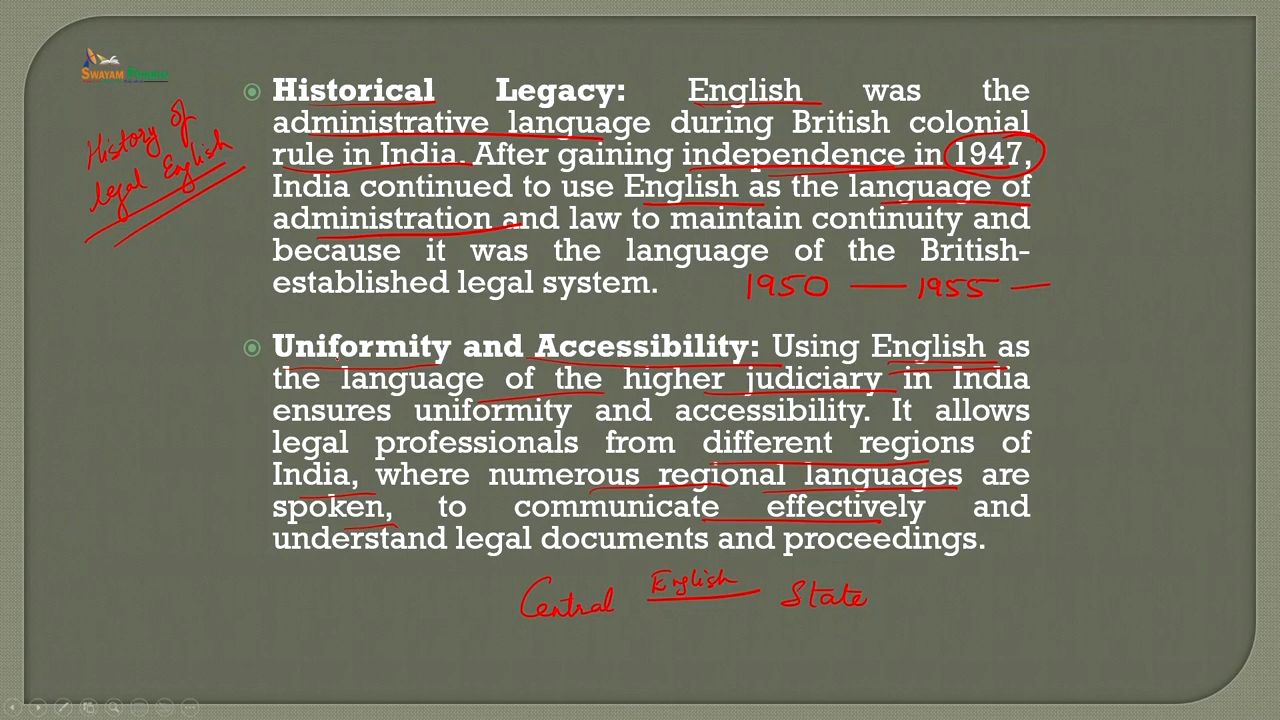 SWAYAM PRABHA
History of
legal English
Historical Legacy: English was the
administrative language during British colonial
rule in India. After gaining independence in 1947,
India continued to use English as the language of
administration and law to maintain continuity and
because it was the language of the British-
established legal system.
1950 — 1955 —
Uniformity and Accessibility: Using English as
the language of the higher judiciary in India
ensures uniformity and accessibility. It allows
legal professionals from different regions of
India, where numerous regional languages are
spoken, to communicate effectively and
understand legal documents and proceedings.
Central English State